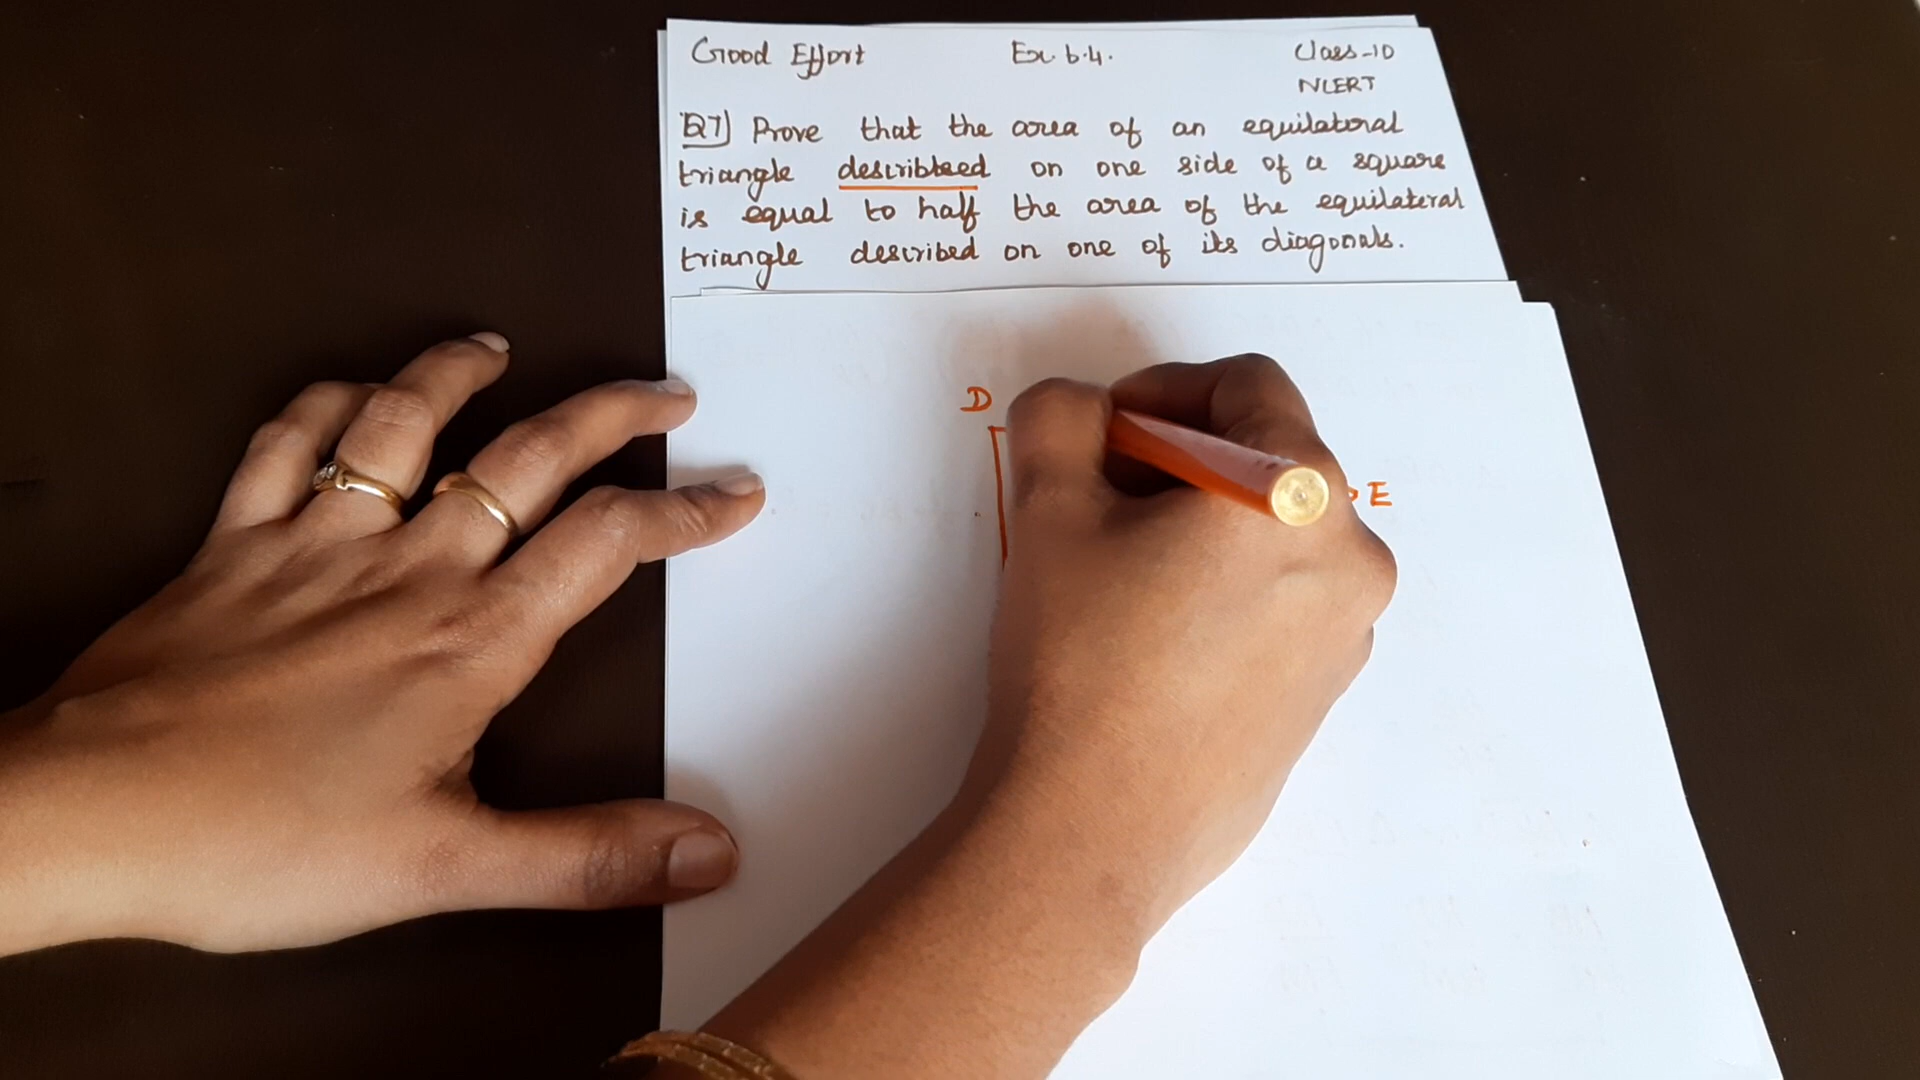 Good Effort Ex. 6.4. Class-10
NCERT
Q7) Prove that the area of an equilateral
triangle describbed on one side of a square
is equal to half the area of the equilateral
triangle described on one of its diagonals.
D
E